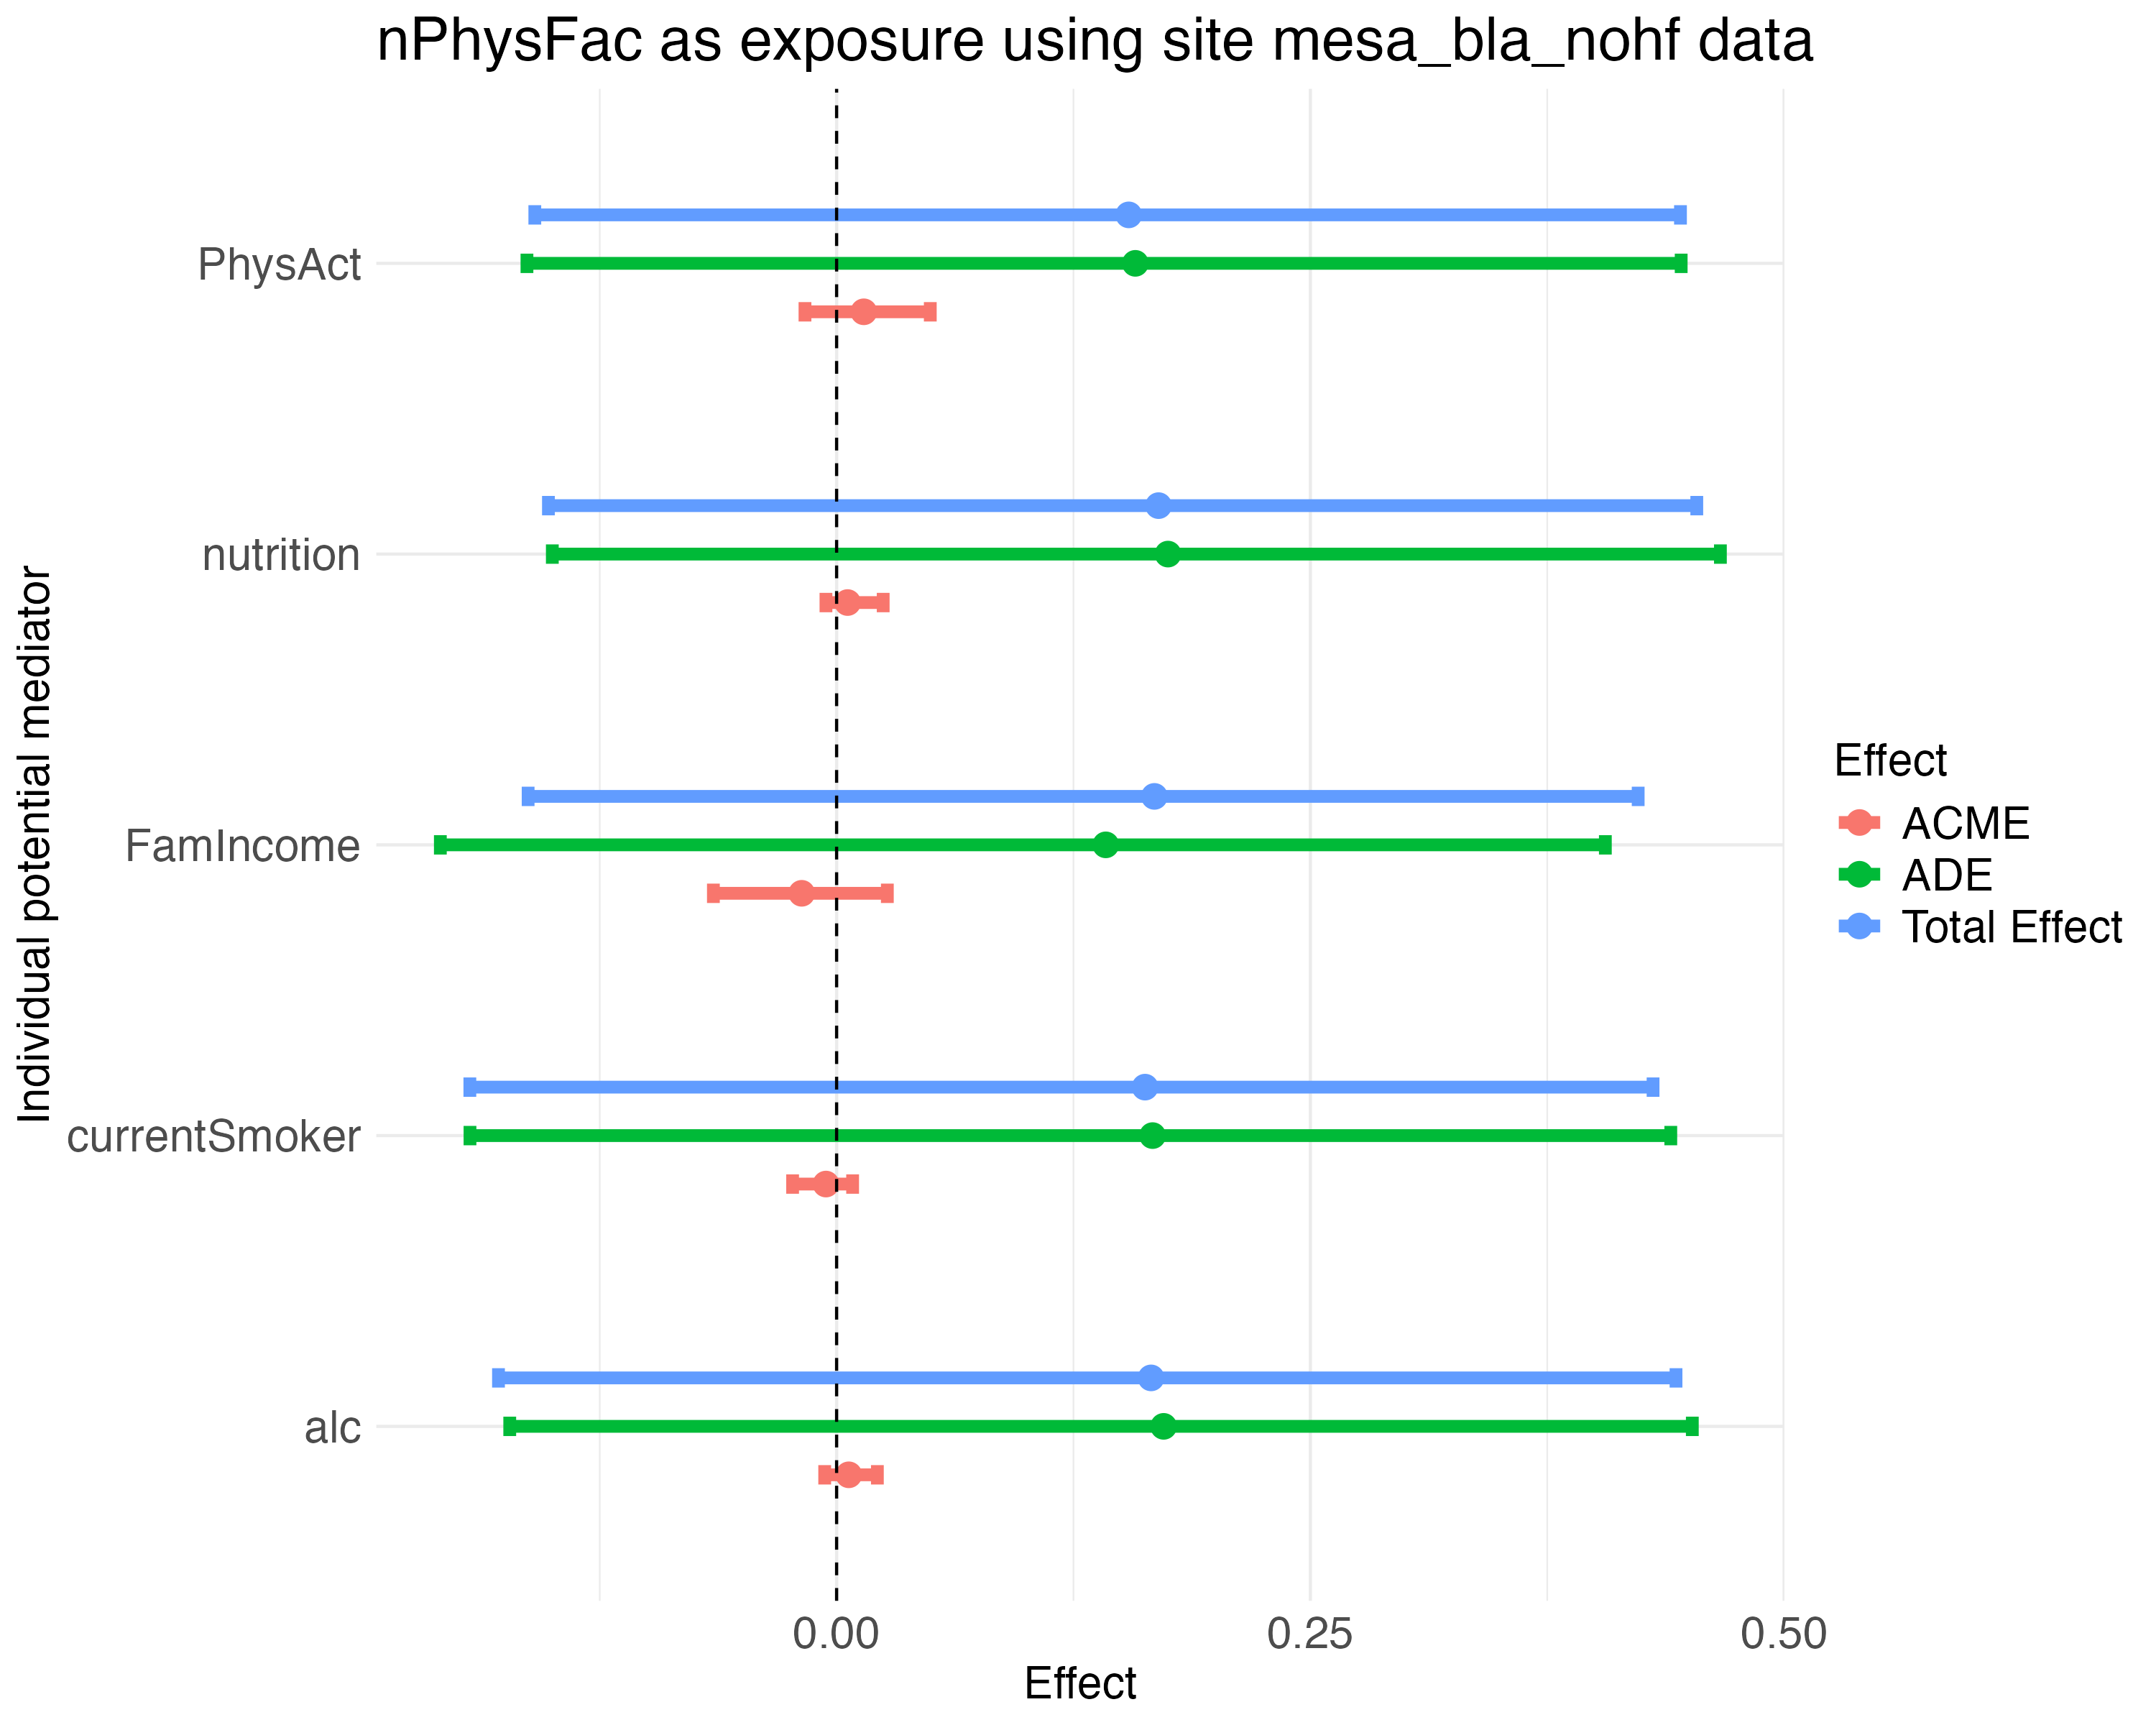 nPhysFac as exposure using site mesa_bla_nohf data
Individual potential mediator
PhysAct
nutrition
FamIncome
currentSmoker
alc
0.00
0.25
0.50
Effect
Effect
ACME
ADE
Total Effect